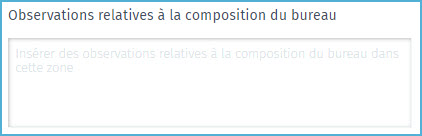 Observations relatives à la composition du bureau
Insérer des observations relatives à la composition du bureau dans
cette zone